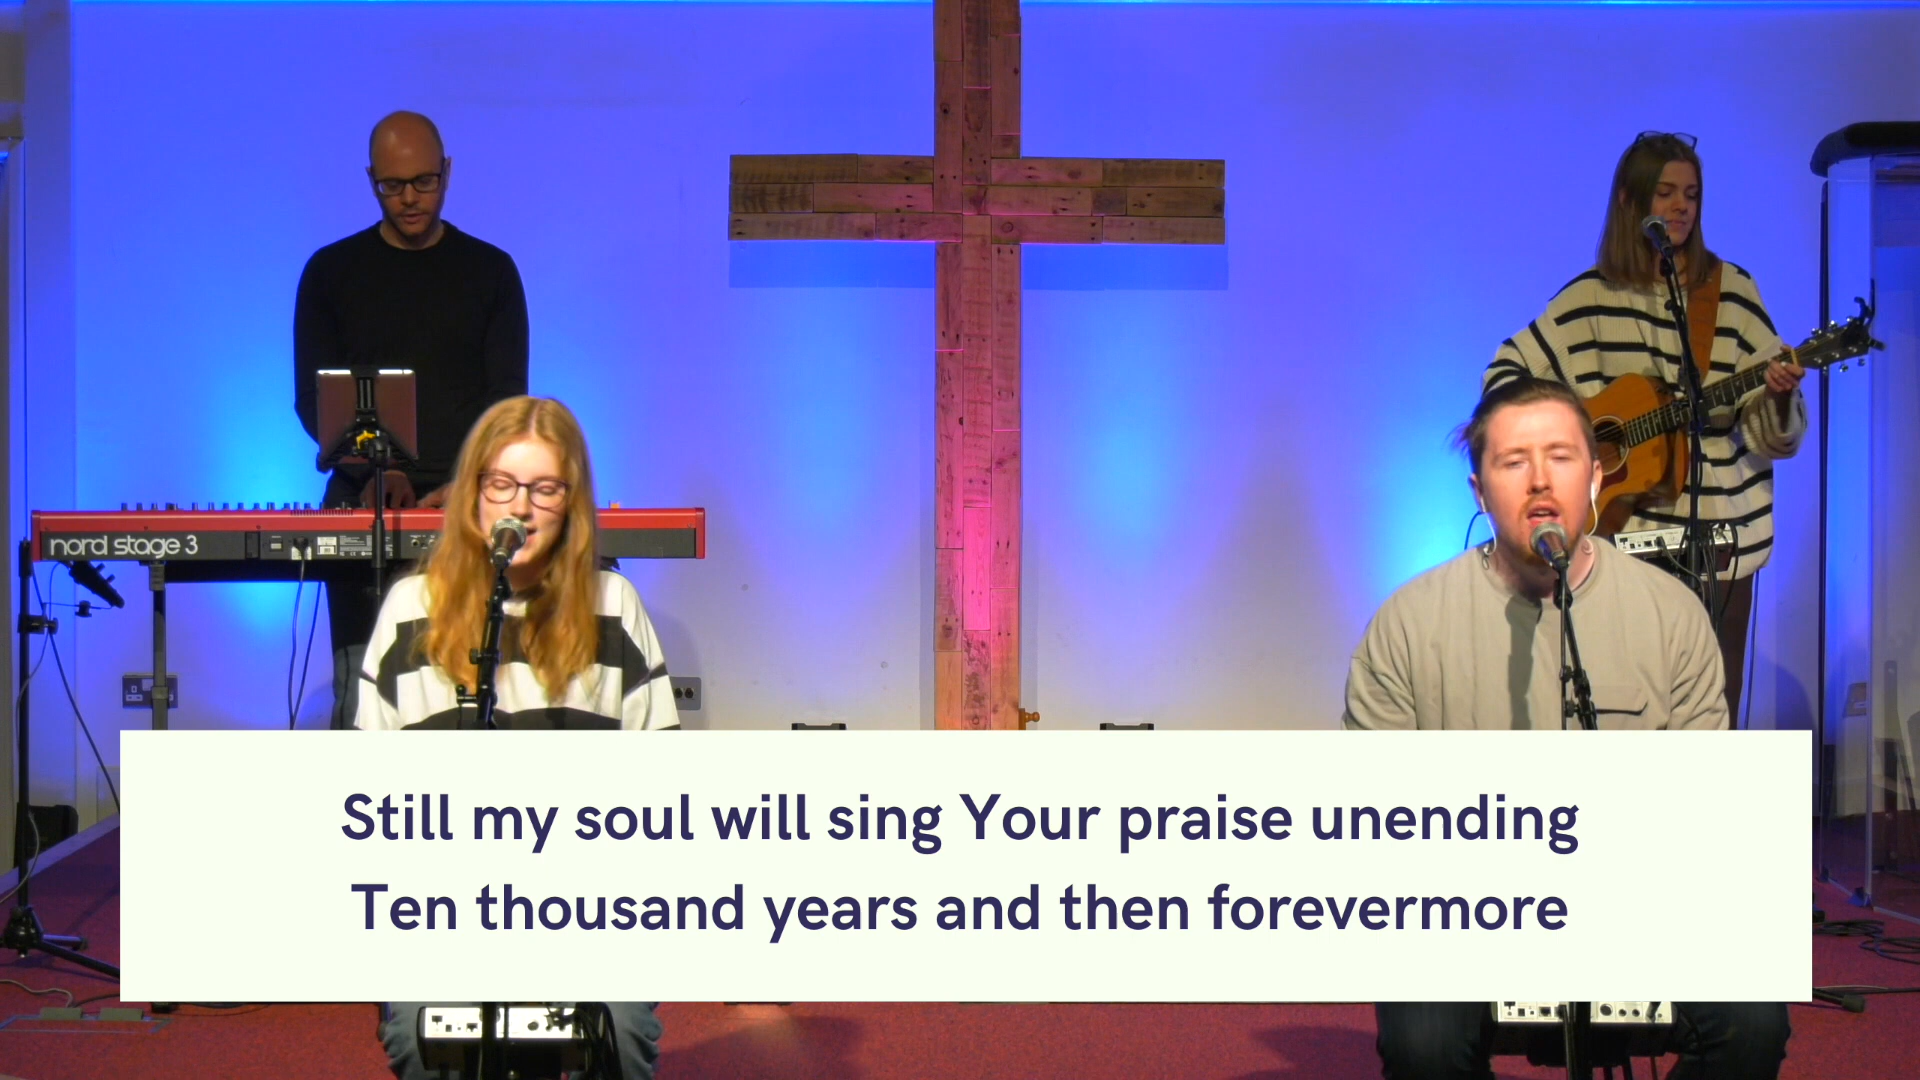 nord stage 3
Still my soul will sing Your praise unending
Ten thousand years and then forevermore